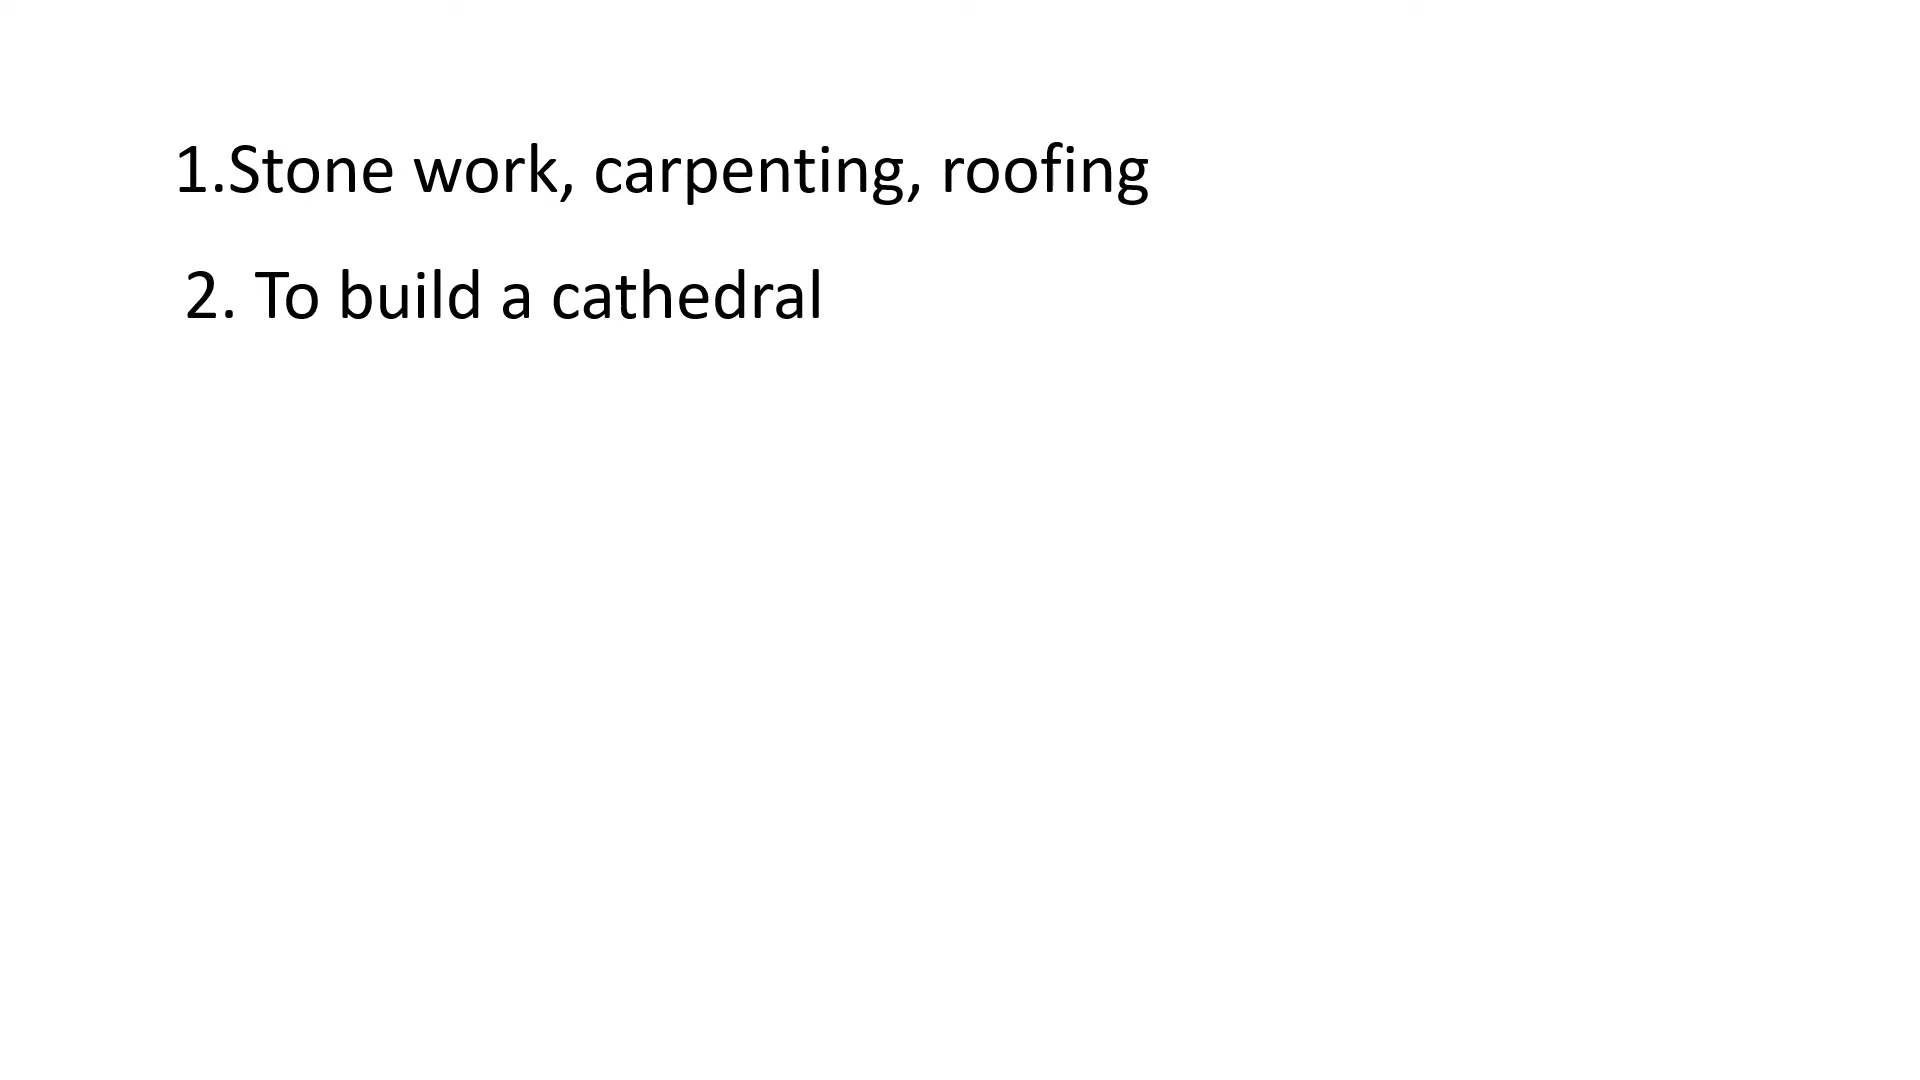 1.Stone work, carpenting, roofing
2. To build a cathedral